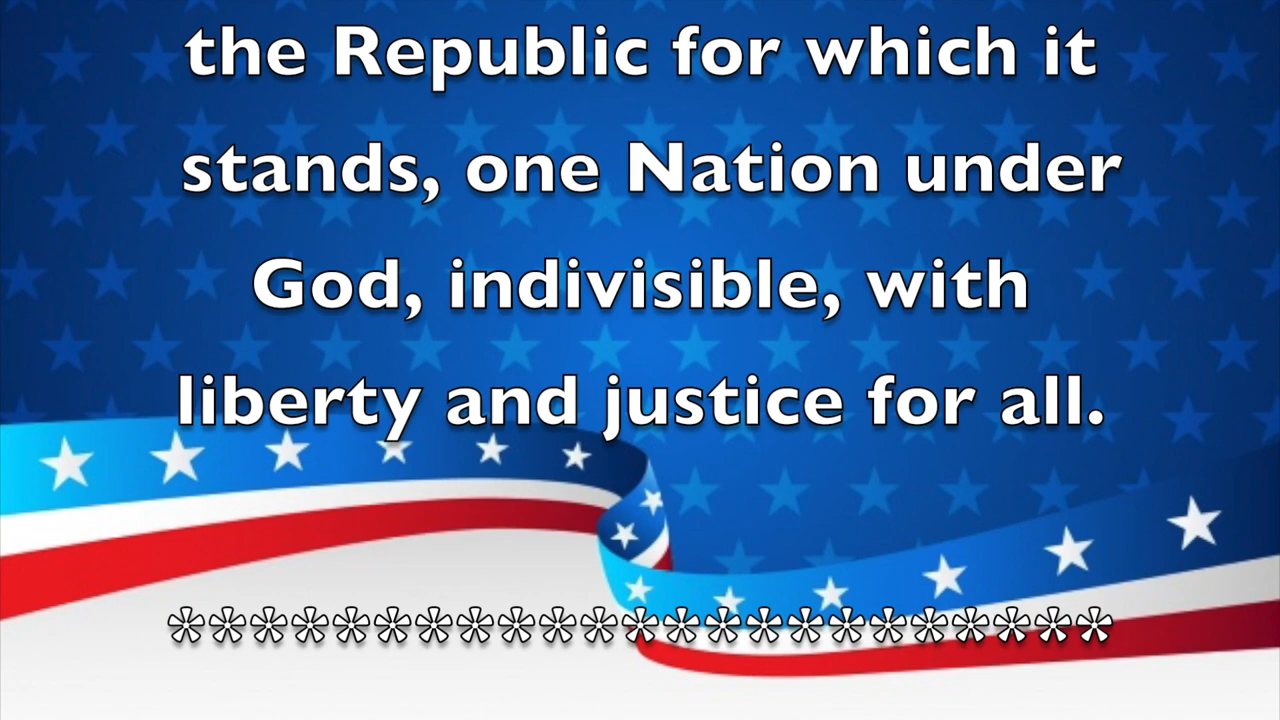 the Republic for which it
stands, one Nation under
God, indivisible, with
liberty and justice for all.
***********************